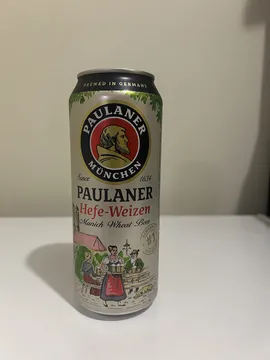 BREWED IN GERMANY
PAULANER
MÜNCHEN
Since 1634
PAULANER
Hefe-Weizen
Munich Wheat Beer